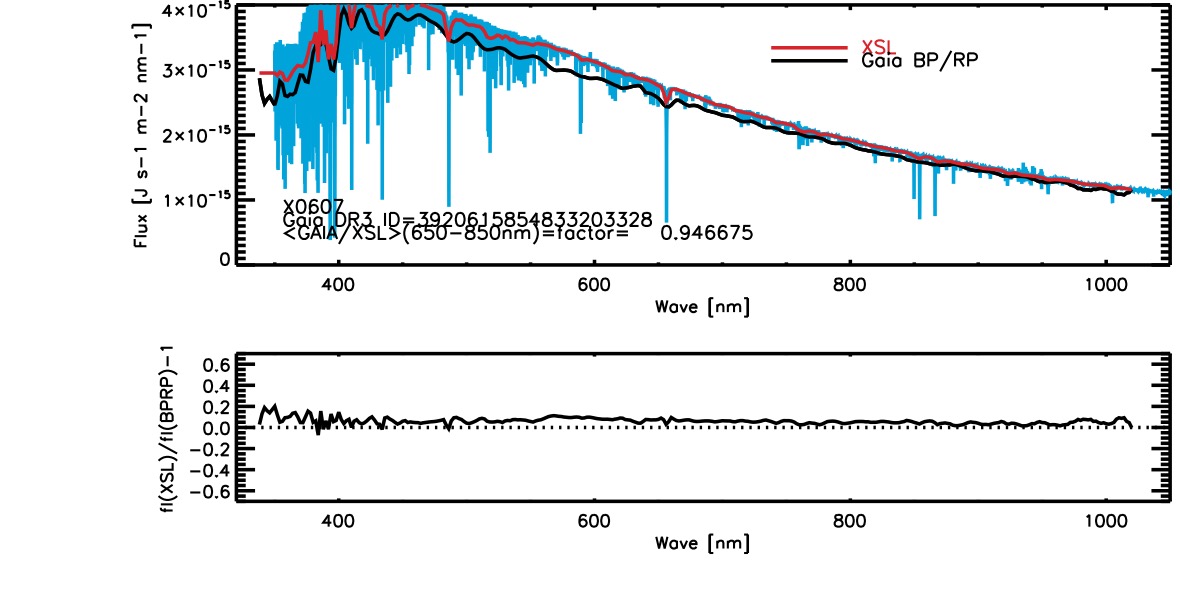 4×10−15
3×10−15
2×10−15
1×10−15
0
Flux [J s−1 m−2 nm−1]
XSL
Gaia BP/RP
X0607
Gaia DR3 ID=3920615854833203328
<GAIA/XSL>(650−850nm)=factor= 0.946675
400 600 800 1000
Wave [nm]
0.6
0.4
0.2
0.0
−0.2
−0.4
−0.6
fl(XSL)/fl(BPRP)−1
400 600 800 1000
Wave [nm]